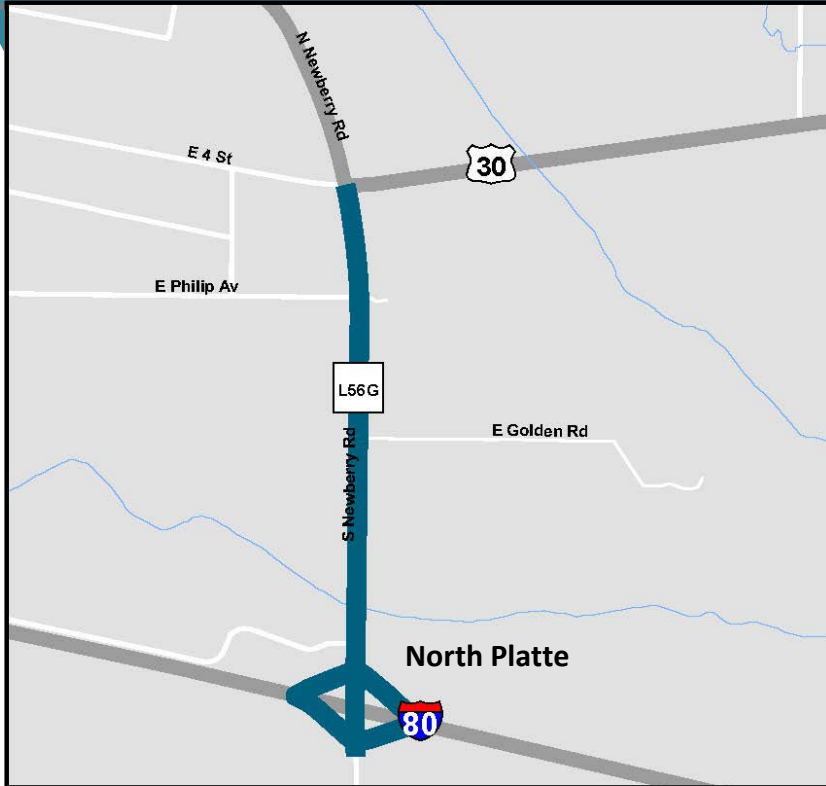 N Newberry Rd
E 4 St
30
E Philip Av
L56G
E Golden Rd
S Newberry Rd
North Platte
80